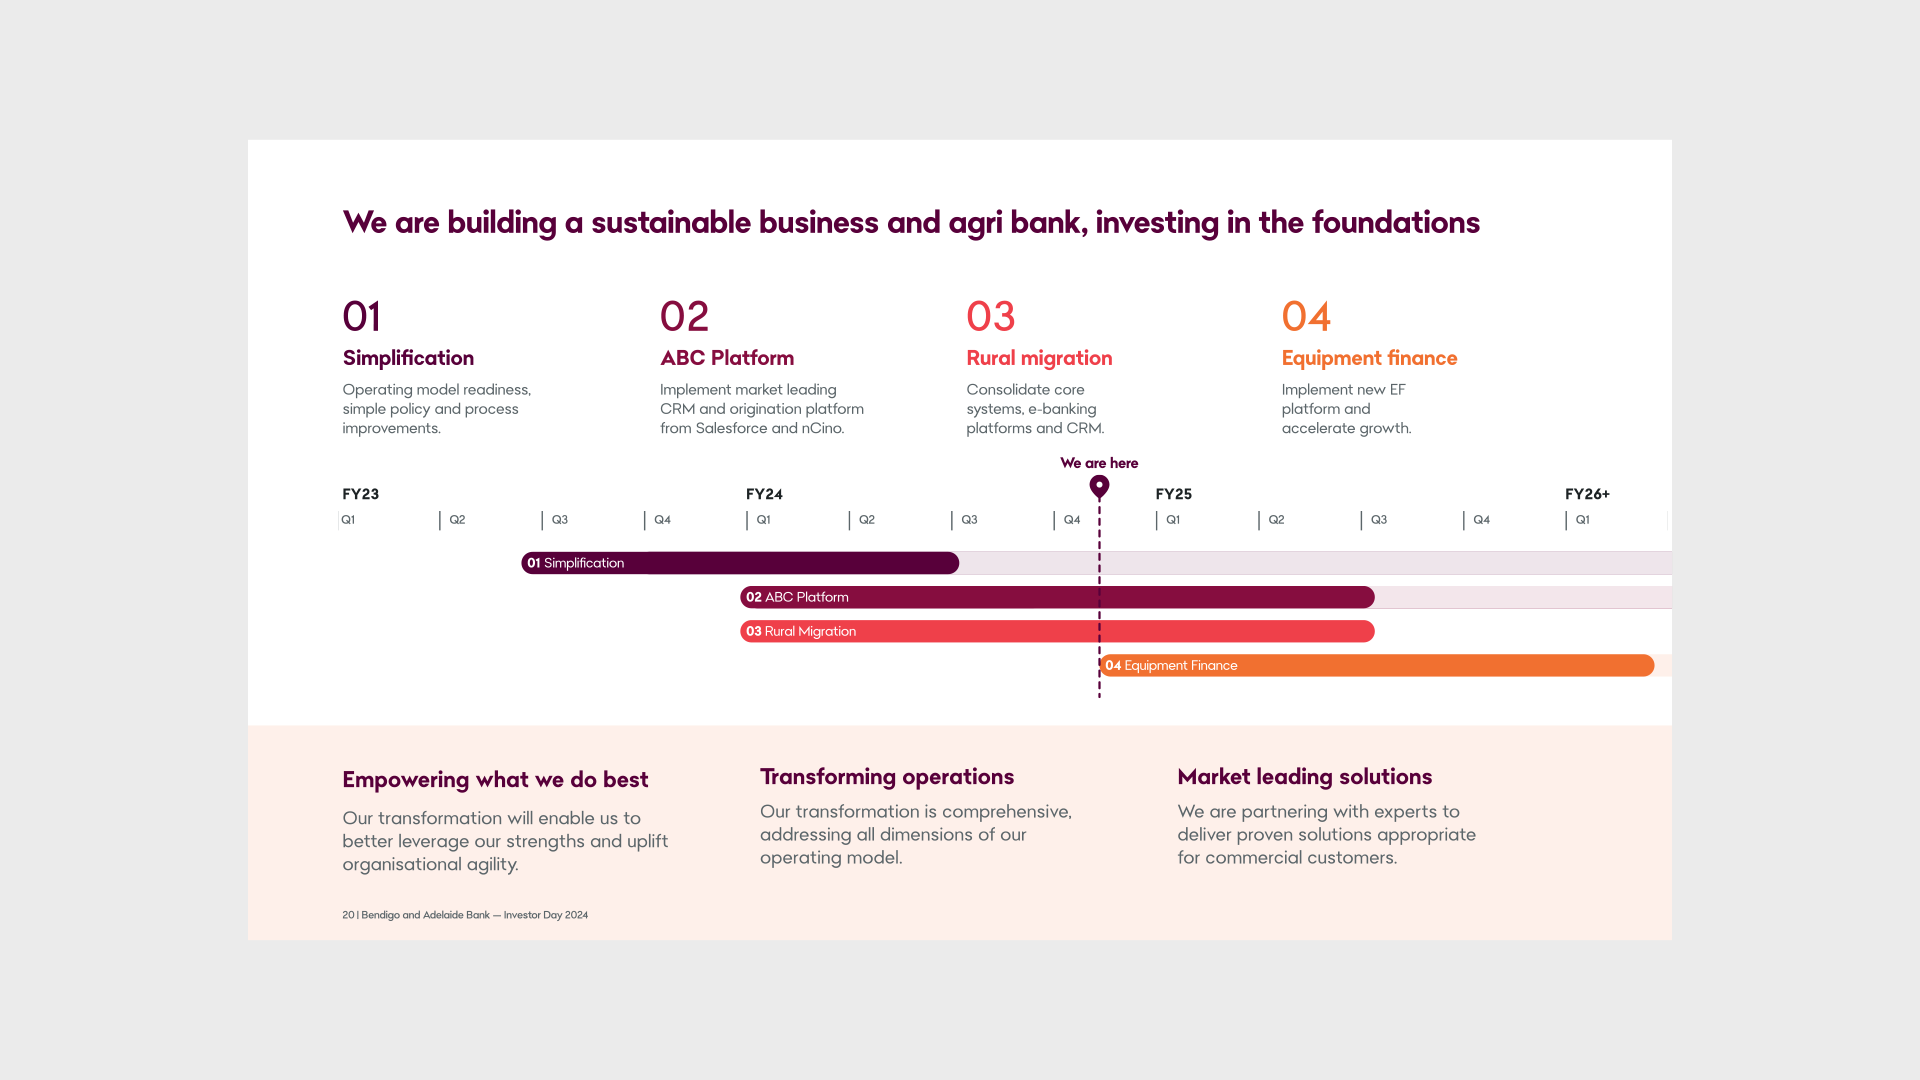 We are building a sustainable business and agri bank, investing in the foundations
01
Simplification
Operating model readiness,
simple policy and process
improvements.
02
ABC Platform
Implement market leading
CRM and origination platform
from Salesforce and nCino.
03
Rural migration
Consolidate core
systems, e-banking
platforms and CRM.
04
Equipment finance
Implement new EF
platform and
accelerate growth.
We are here
FY23 FY24 FY25 FY26+
Q1 Q2 Q3 Q4 Q1 Q2 Q3 Q4 Q1 Q2 Q3 Q4 Q1
01 Simplification
02 ABC Platform
03 Rural Migration
04 Equipment Finance
Empowering what we do best
Our transformation will enable us to
better leverage our strengths and uplift
organisational agility.
Transforming operations
Our transformation is comprehensive,
addressing all dimensions of our
operating model.
Market leading solutions
We are partnering with experts to
deliver proven solutions appropriate
for commercial customers.
20 | Bendigo and Adelaide Bank — Investor Day 2024